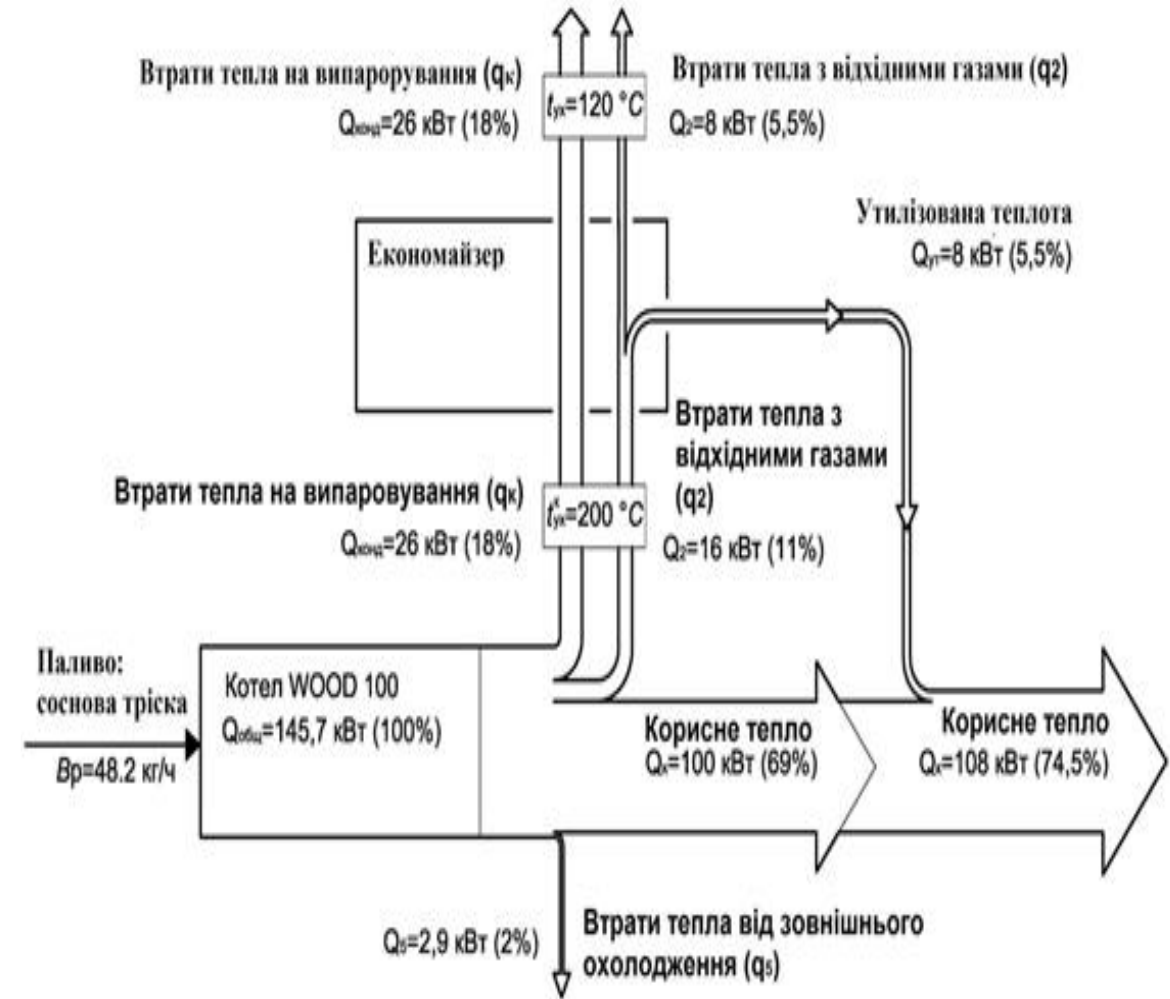 Втрати тепла на випарорування (qк)
Qконд=26 кВт (18%)
tух=120 °C
Втрати тепла з відхідними газами (q2)
Q2=8 кВт (5,5%)
Утилізована теплота
Qут=8 кВт (5,5%)
Економайзер
Втрати тепла з
відхідними газами
(q2)
Q2=16 кВт (11%)
Втрати тепла на випаровування (qк)
Qконд=26 кВт (18%)
tкух=200 °C
Паливо:
соснова тріска
Вр=48.2 кг/ч
Котел WOOD 100
Qобщ=145,7 кВт (100%)
Корисне тепло
Qк=100 кВт (69%)
Корисне тепло
Qк=108 кВт (74,5%)
Q5=2,9 кВт (2%)
Втрати тепла від зовнішнього
охолодження (q5)